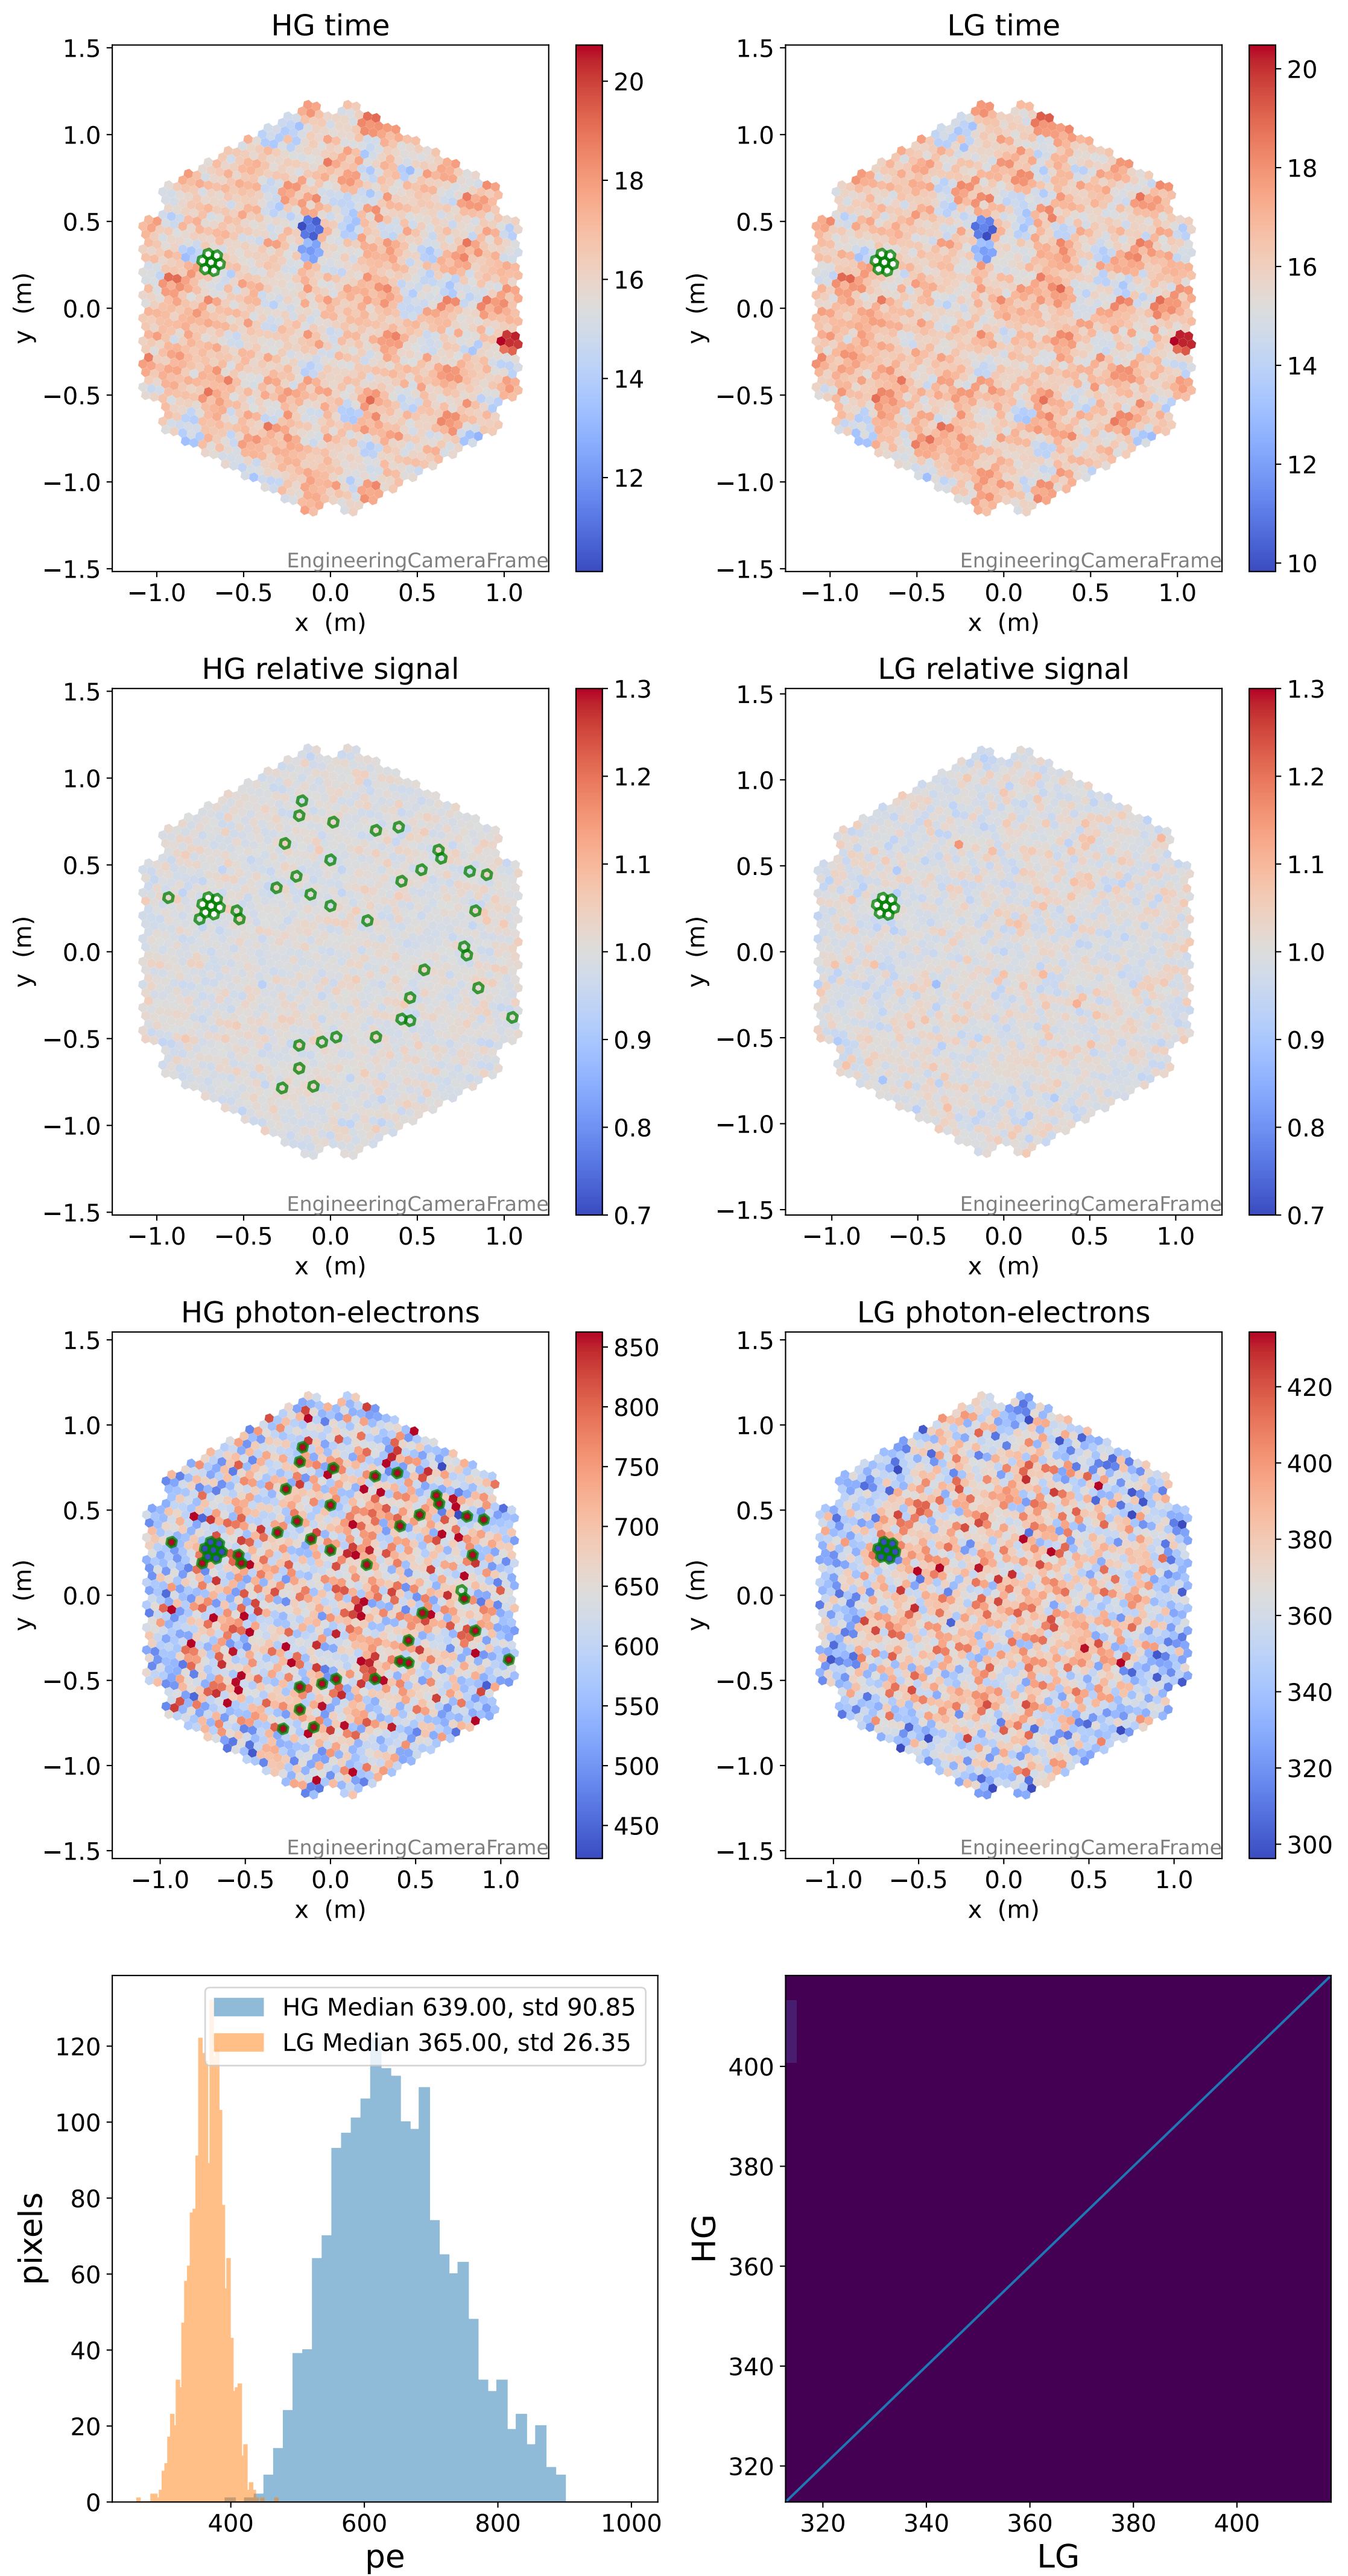 HG time
1.5
1.0
0.5
0.0
−0.5
−1.0
−1.5
y (m)
−1.0 −0.5 0.0 0.5 1.0
x (m)
EngineeringCameraFrame
20
18
16
14
12
LG time
1.5
1.0
0.5
0.0
−0.5
−1.0
−1.5
y (m)
−1.0 −0.5 0.0 0.5 1.0
x (m)
EngineeringCameraFrame
20
18
16
14
12
10
HG relative signal
1.5
1.0
0.5
0.0
−0.5
−1.0
−1.5
y (m)
−1.0 −0.5 0.0 0.5 1.0
x (m)
EngineeringCameraFrame
1.3
1.2
1.1
1.0
0.9
0.8
0.7
LG relative signal
1.5
1.0
0.5
0.0
−0.5
−1.0
−1.5
y (m)
−1.0 −0.5 0.0 0.5 1.0
x (m)
EngineeringCameraFrame
1.3
1.2
1.1
1.0
0.9
0.8
0.7
HG photon-electrons
1.5
1.0
0.5
0.0
−0.5
−1.0
−1.5
y (m)
−1.0 −0.5 0.0 0.5 1.0
x (m)
EngineeringCameraFrame
850
800
750
700
650
600
550
500
450
LG photon-electrons
1.5
1.0
0.5
0.0
−0.5
−1.0
−1.5
y (m)
−1.0 −0.5 0.0 0.5 1.0
x (m)
EngineeringCameraFrame
420
400
380
360
340
320
300
HG Median 639.00, std 90.85
LG Median 365.00, std 26.35
120
100
80
60
40
20
0
pixels
400 600 800 1000
pe
400
380
360
340
320
HG
320 340 360 380 400
LG